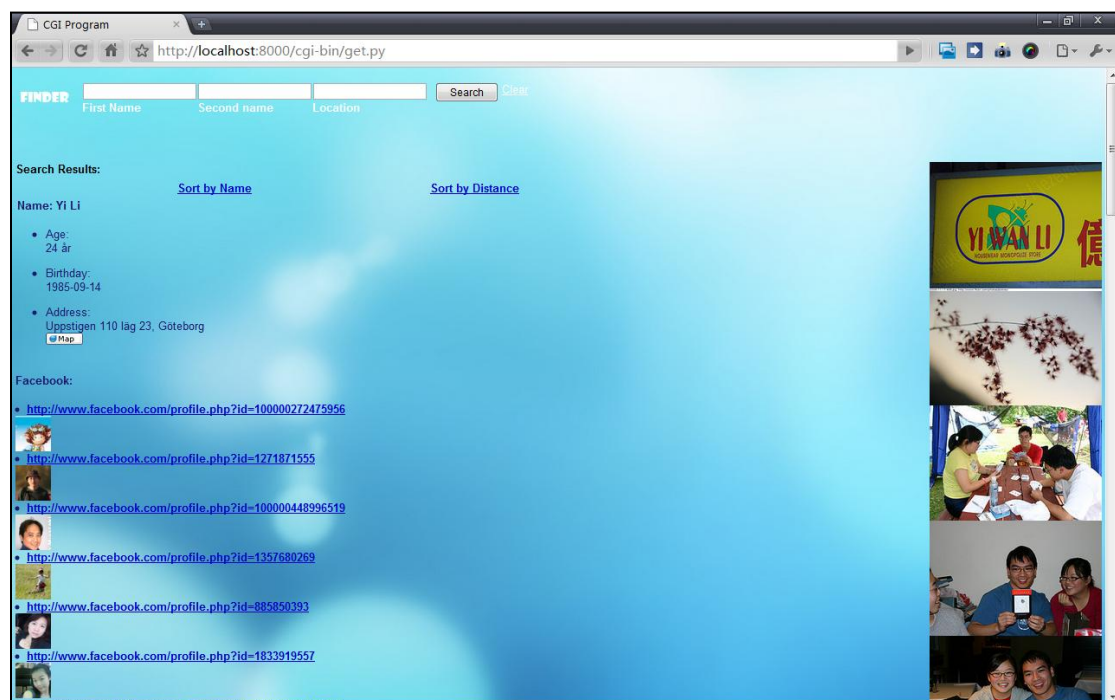 CGI Program
http://localhost:8000/cgi-bin/get.py
FINDER
Search
Clear
First Name
Second name
Location
Search Results:
Sort by Name
Sort by Distance
Name: Yi Li
Age:
24 år
Birthday:
1985-09-14
Address:
Uppstigen 110 läg 23, Göteborg
Map
Facebook:
http://www.facebook.com/profile.php?id=100000272475956
http://www.facebook.com/profile.php?id=1271871555
http://www.facebook.com/profile.php?id=100000448996519
http://www.facebook.com/profile.php?id=1357680269
http://www.facebook.com/profile.php?id=885850393
http://www.facebook.com/profile.php?id=1833919557
YI WAN LI
億